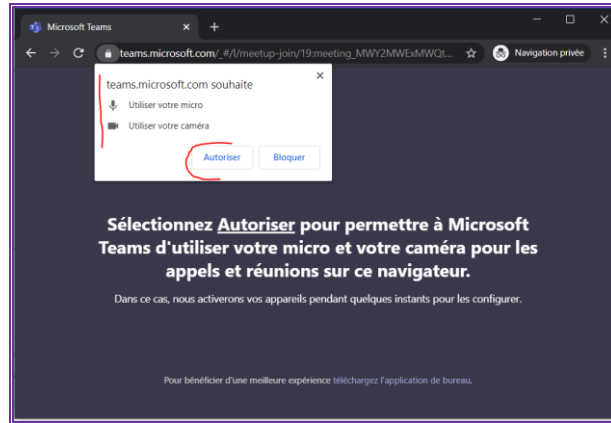 Microsoft Teams
teams.microsoft.com/_#/l/meetup-join/19:meeting_MWY2MWExMWQt...
Navigation privée
teams.microsoft.com souhaite
Utiliser votre micro
Utiliser votre caméra
Autoriser
Bloquer
Sélectionnez Autoriser pour permettre à Microsoft
Teams d'utiliser votre micro et votre caméra pour les
appels et réunions sur ce navigateur.
Dans ce cas, nous activerons vos appareils pendant quelques instants pour les configurer.
Pour bénéficier d'une meilleure expérience téléchargez l'application de bureau.